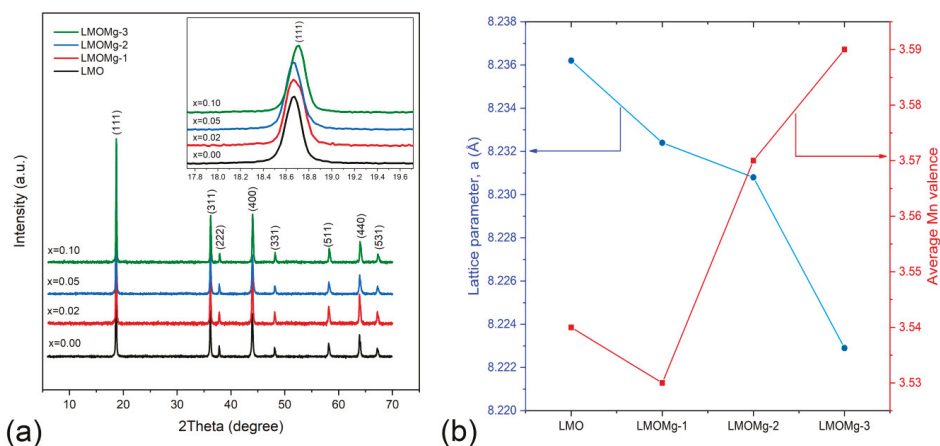 (a)
LMOMg-3
LMOMg-2
LMOMg-1
LMO
(111)
x=0.10
x=0.05
x=0.02
x=0.00
17.8 18.0 18.2 18.4 18.6 18.8 19.0 19.2 19.4 19.6
Intensity (a.u.)
(111)
(311)
(222)
(400)
(331)
(511)
(440)
(531)
x=0.10
x=0.05
x=0.02
x=0.00
10 20 30 40 50 60 70
2Theta (degree)
(b)
Lattice parameter, a (Å)
8.236
8.234
8.232
8.230
8.228
8.226
8.224
8.222
8.220
LMO LMOMg-1 LMOMg-2 LMOMg-3
3.59
3.58
3.57
3.56
3.55
3.54
3.53
Average Mn valence